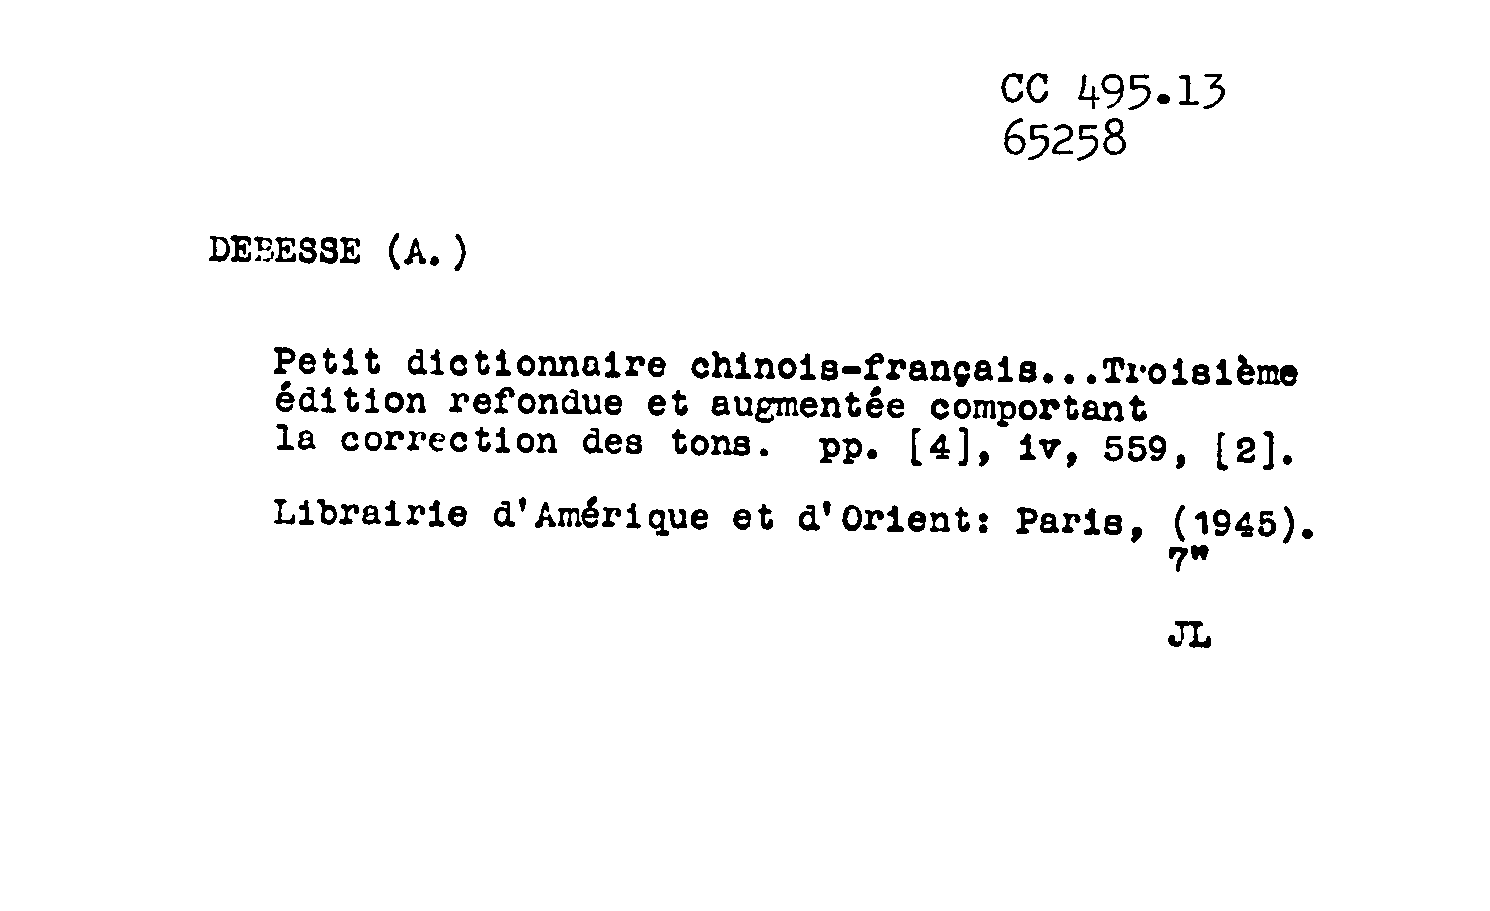 CC 495.13
65258
DEBESSE (A.)
Petit dictionnaire chinois-français...Troisième
édition refondue et augmentée comportant
la correction des tons.  pp. [4], iv, 559, [2].
Librairie d'Amérique et d'Orient: Paris, (1945).
7"
JL